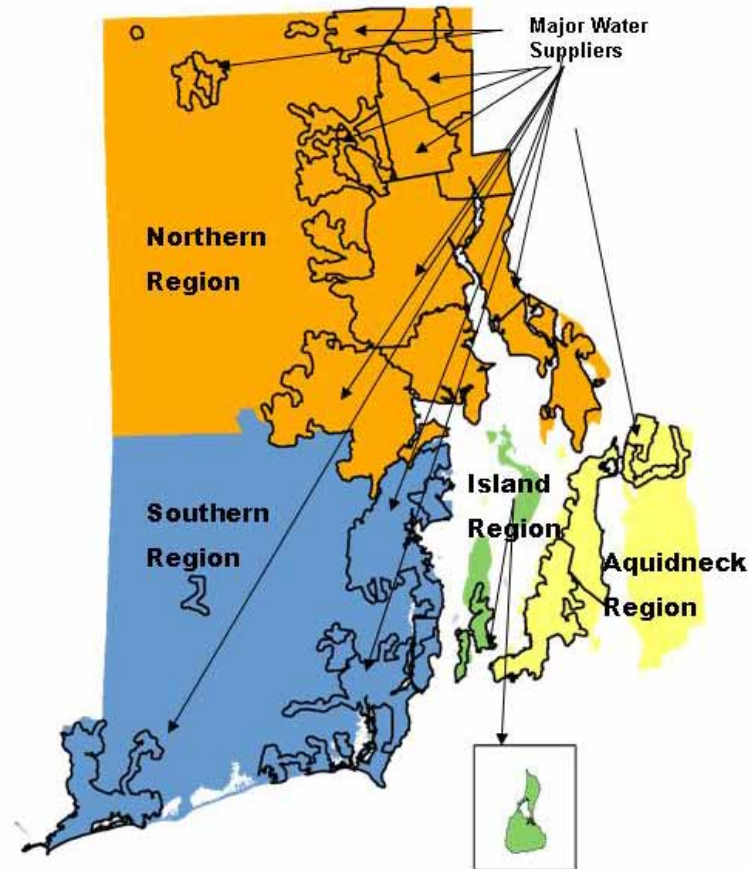 Major Water
Suppliers
Northern
Region
Southern
Region
Island
Region
Aquidneck
Region